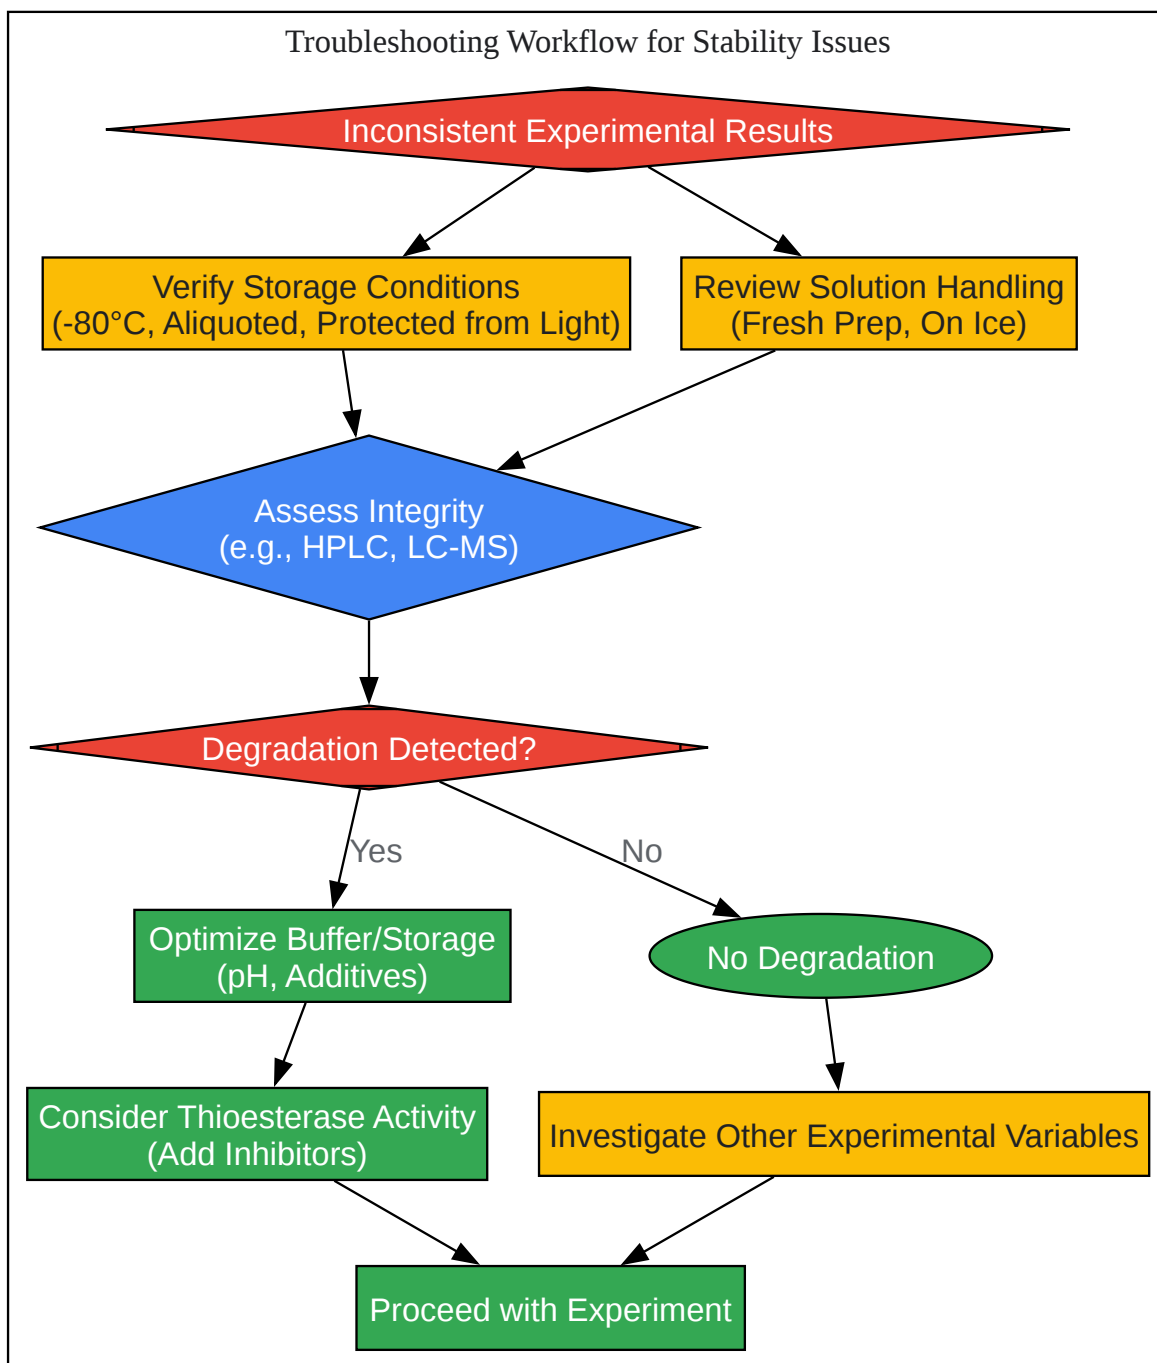 Troubleshooting Workflow for Stability Issues
Inconsistent Experimental Results
Verify Storage Conditions
(-80°C, Aliquoted, Protected from Light)
Review Solution Handling
(Fresh Prep, On Ice)
Assess Integrity
(e.g., HPLC, LC-MS)
Degradation Detected?
Yes
No
Optimize Buffer/Storage
(pH, Additives)
No Degradation
Consider Thioesterase Activity
(Add Inhibitors)
Investigate Other Experimental Variables
Proceed with Experiment